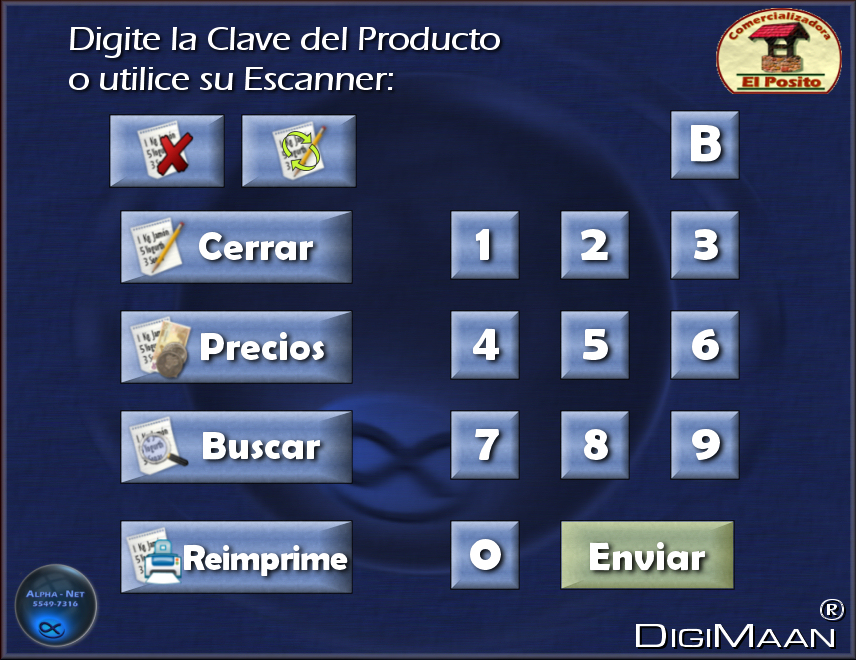 Digite la Clave del Producto
o utilice su Escanner:
Comercializadora
El Posito
B
Cerrar
1 2 3
Precios
4 5 6
Buscar
7 8 9
Reimprime
0 Enviar
ALPHA - NET
5549-7316
DIGIMAAN ®